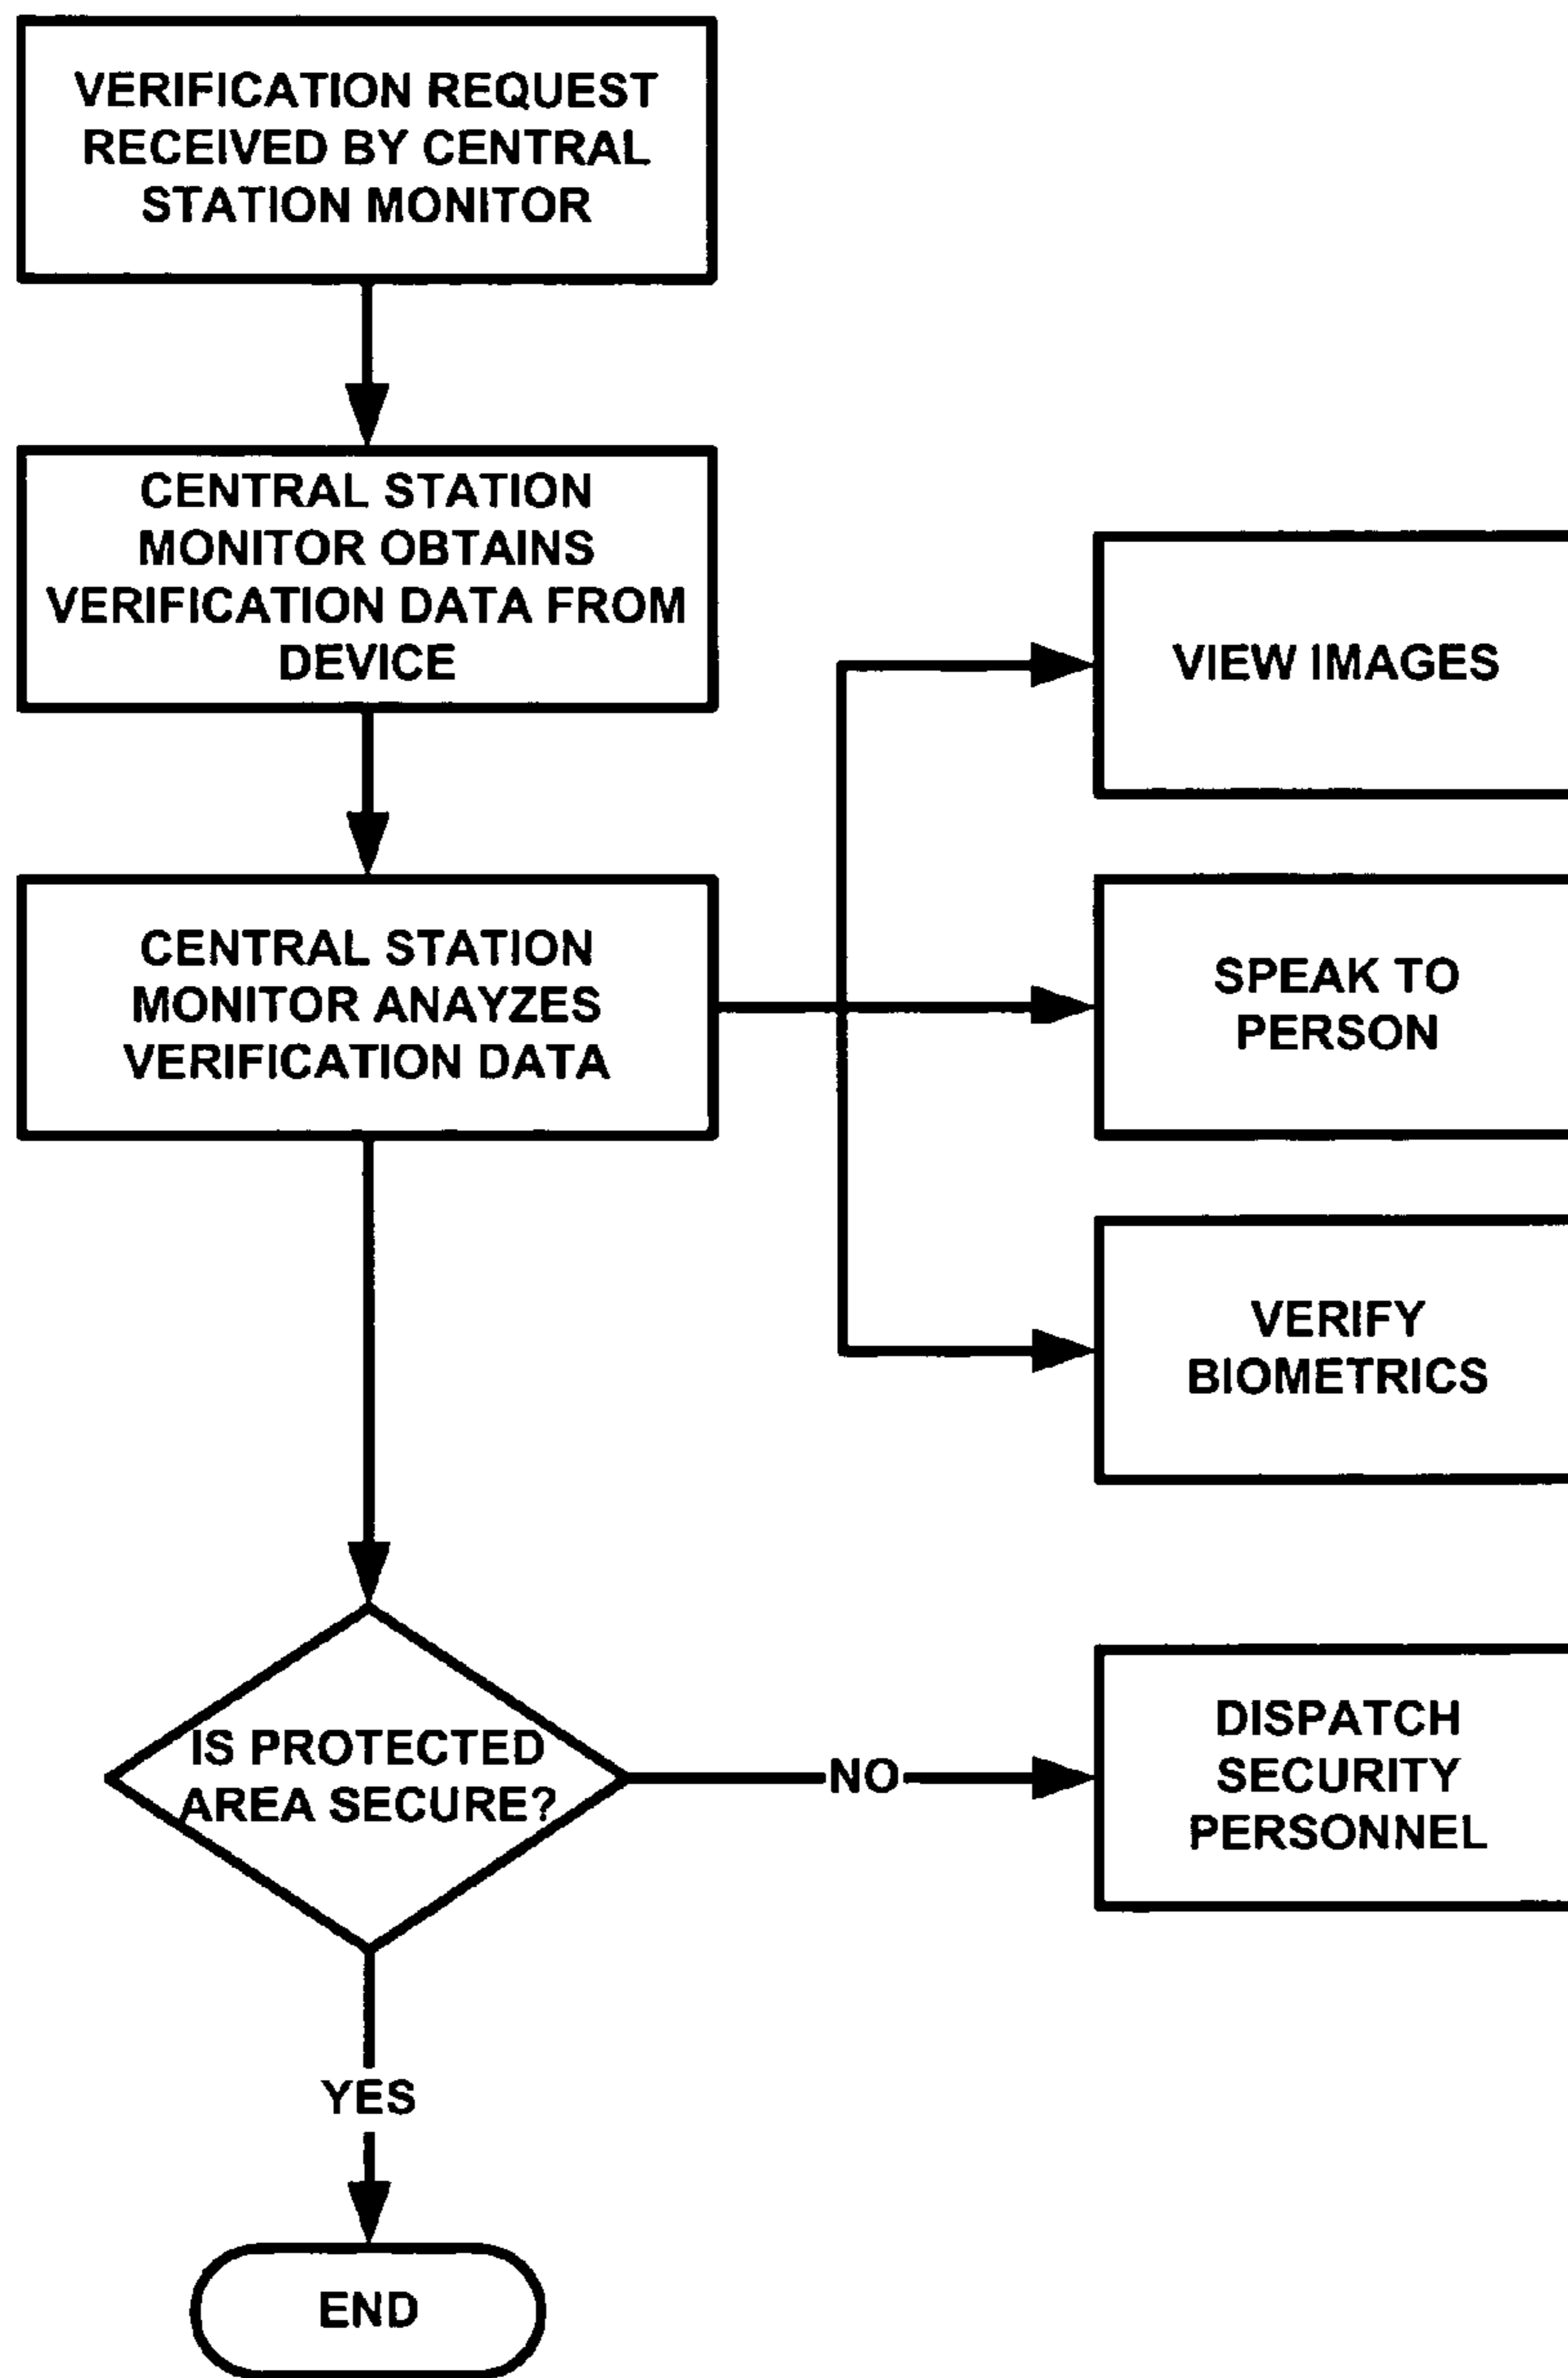 VERIFICATION REQUEST
RECEIVED BY CENTRAL
STATION MONITOR
CENTRAL STATION
MONITOR OBTAINS
VERIFICATION DATA FROM
DEVICE
VIEW IMAGES
CENTRAL STATION
MONITOR ANAYZES
VERIFICATION DATA
SPEAK TO
PERSON
VERIFY
BIOMETRICS
IS PROTECTED
AREA SECURE?
NO
DISPATCH
SECURITY
PERSONNEL
YES
END